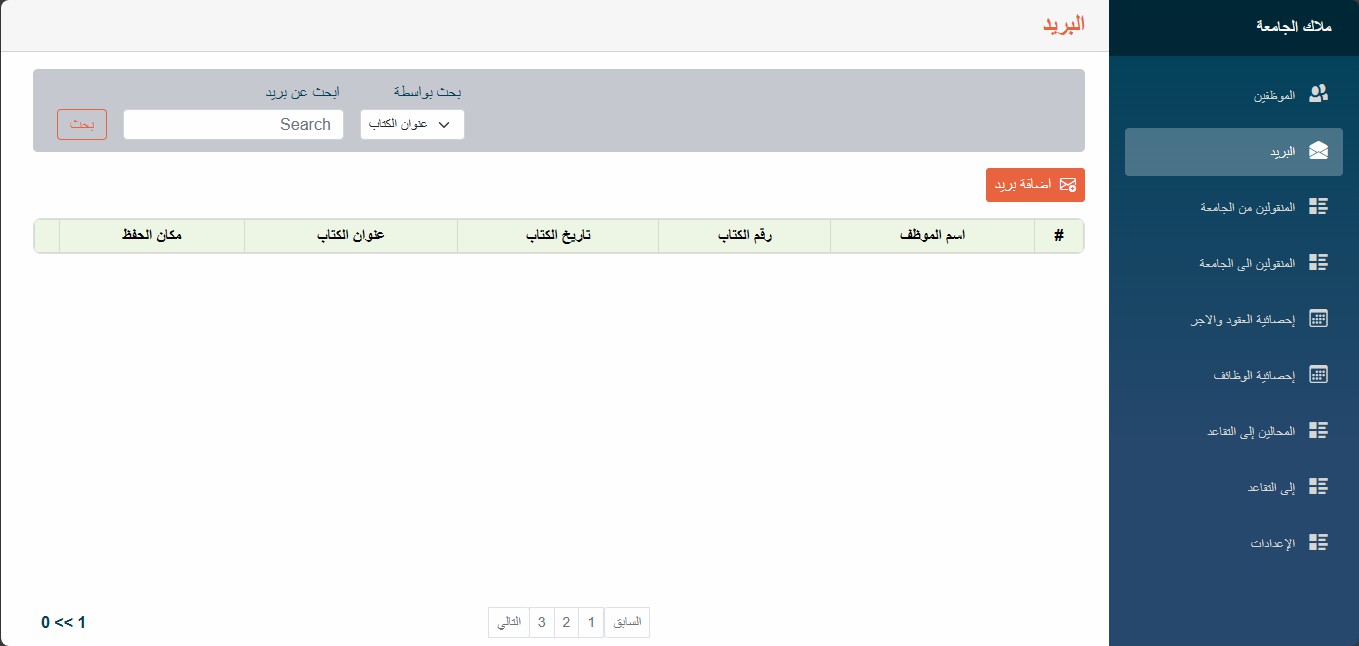 ملاك الجامعة
الموظفين
البريد
المنقولين من الجامعة
المنقولين الى الجامعة
إحصائية العقود والاجر
إحصائية الوظائف
المحالين إلى التقاعد
إلى التقاعد
الإعدادات
البريد
بحث بواسطة
ابحث عن بريد
عنوان الكتاب
Search
بحث
اضافة بريد
# اسم الموظف رقم الكتاب تاريخ الكتاب عنوان الكتاب مكان الحفظ
السابق 1 2 3 التالي
0 << 1